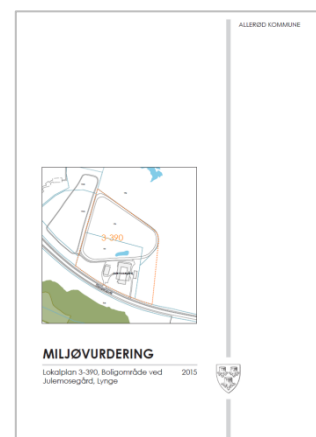 ALLERØD KOMMUNE
3-390
MILJØVURDERING
Lokalplan 3-390, Boligområde ved 2015
Julemosegård, Lynge